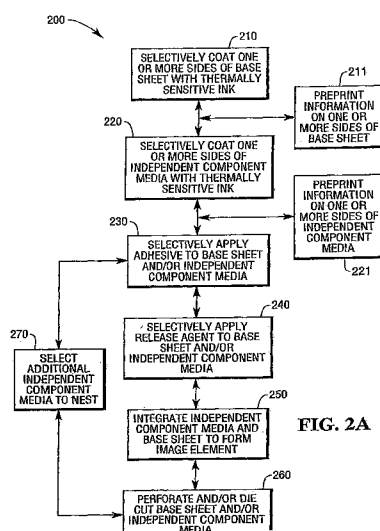 200
210
SELECTIVELY COAT ONE
OR MORE SIDES OF BASE
SHEET WITH THERMALLY
SENSITIVE INK
211
PREPRINT
INFORMATION
ON ONE OR
MORE SIDES OF
BASE SHEET
220
SELECTIVELY COAT ONE
OR MORE SIDES OF
INDEPENDENT COMPONENT
MEDIA WITH THERMALLY
SENSITIVE INK
PREPRINT
INFORMATION
ON ONE OR
MORE SIDES OF
INDEPENDENT
COMPONENT
MEDIA
221
230
SELECTIVELY APPLY
ADHESIVE TO BASE SHEET
AND/OR INDEPENDENT
COMPONENT MEDIA
240
SELECTIVELY APPLY
RELEASE AGENT TO BASE
SHEET AND/OR
INDEPENDENT COMPONENT
MEDIA
270
SELECT
ADDITIONAL
INDEPENDENT
COMPONENT
MEDIA TO NEST
250
INTEGRATE INDEPENDENT
COMPONENT MEDIA AND
BASE SHEET TO FORM
IMAGE ELEMENT
FIG. 2A
260
PERFORATE AND/OR DIE
CUT BASE SHEET AND/OR
INDEPENDENT COMPONENT
MEDIA